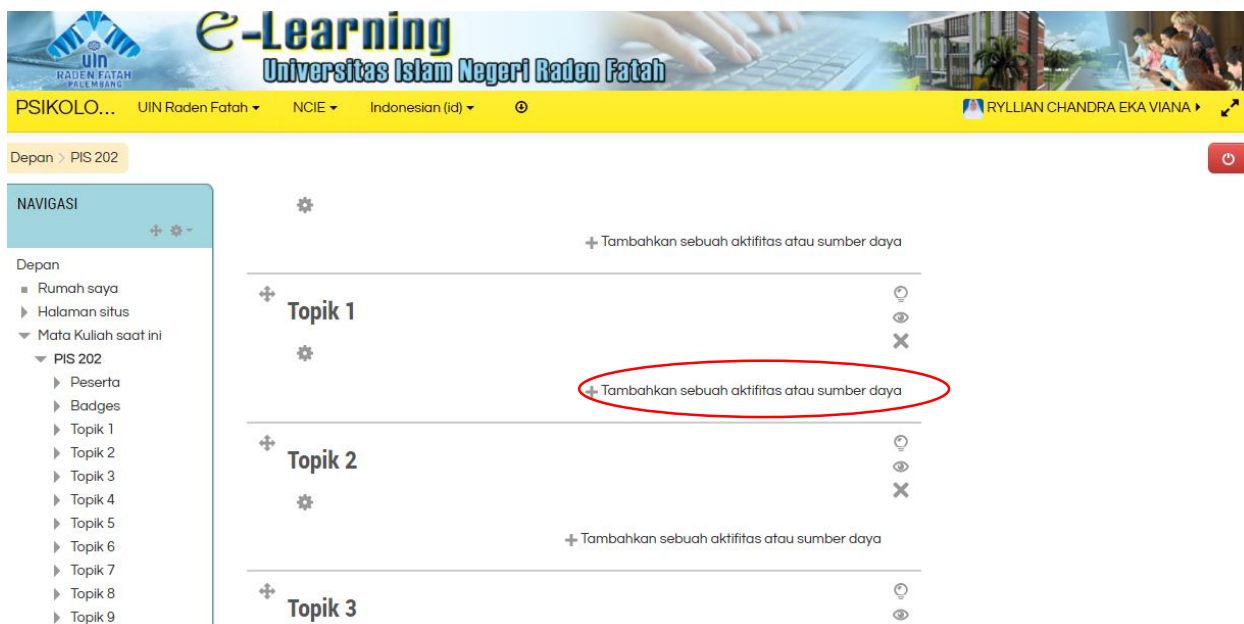 e-Learning
Universitas Islam Negeri Raden Fatah
uin
RADEN FATAH
PALEMBANG
PSIKOLO... UIN Raden Fatah NCIE Indonesian (id) RYLLIAN CHANDRA EKA VIANA
Depan > PIS 202
NAVIGASI
Depan
Rumah saya
Halaman situs
Mata Kuliah saat ini
PIS 202
Peserta
Badges
Topik 1
Topik 2
Topik 3
Topik 4
Topik 5
Topik 6
Topik 7
Topik 8
Topik 9
Tambahkan sebuah aktifitas atau sumber daya
Topik 1
Tambahkan sebuah aktifitas atau sumber daya
Topik 2
Tambahkan sebuah aktifitas atau sumber daya
Topik 3